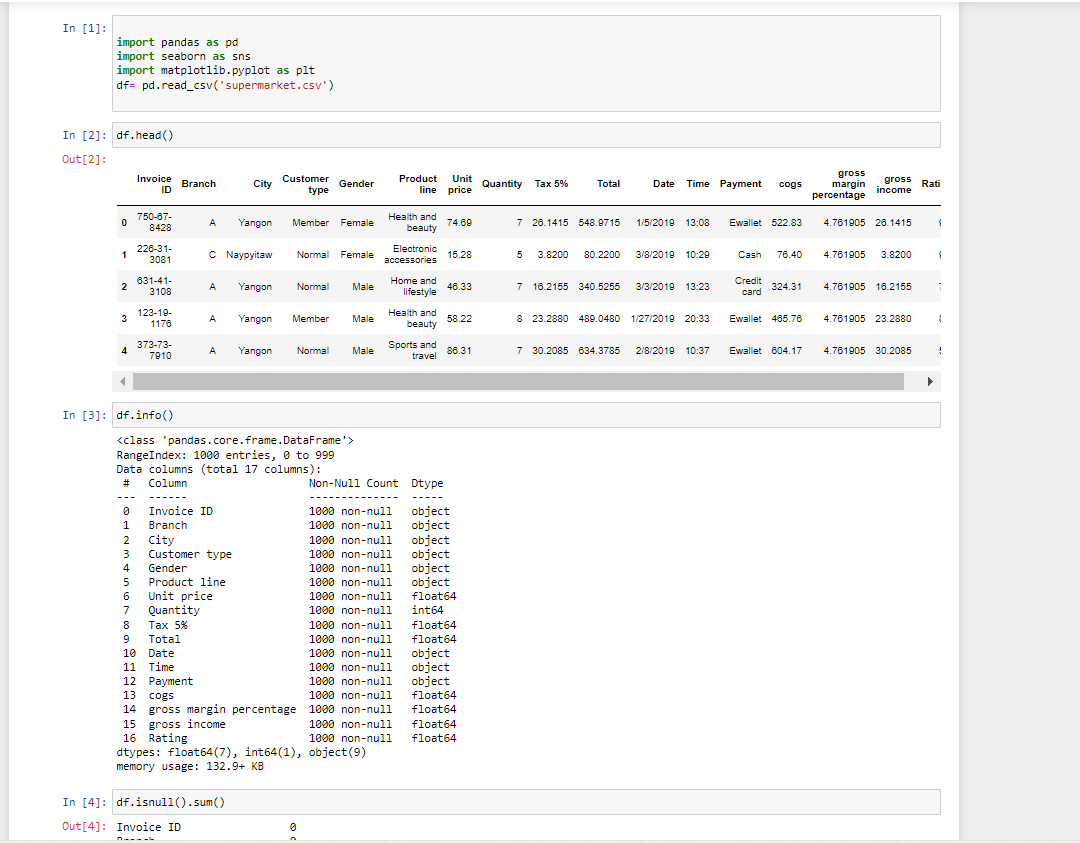 In [1]:
import pandas as pd
import seaborn as sns
import matplotlib.pyplot as plt
df= pd.read_csv('supermarket.csv')
In [2]: df.head()
Out[2]:
Invoice ID Branch City Customer type Gender Product line Unit price Quantity Tax 5% Total Date Time Payment cogs gross margin percentage gross income Rati
0 750-67-8428 A Yangon Member Female Health and beauty 74.69 7 26.1415 548.9715 1/5/2019 13:08 Ewallet 522.83 4.761905 26.1415
1 226-31-3081 C Naypyitaw Normal Female Electronic accessories 15.28 5 3.8200 80.2200 3/8/2019 10:29 Cash 76.40 4.761905 3.8200
2 631-41-3108 A Yangon Normal Male Home and lifestyle 46.33 7 16.2155 340.5255 3/3/2019 13:23 Credit card 324.31 4.761905 16.2155
3 123-19-1176 A Yangon Member Male Health and beauty 58.22 8 23.2880 489.0480 1/27/2019 20:33 Ewallet 465.76 4.761905 23.2880
4 373-73-7910 A Yangon Normal Male Sports and travel 86.31 7 30.2085 634.3785 2/8/2019 10:37 Ewallet 604.17 4.761905 30.2085
In [3]: df.info()
<class 'pandas.core.frame.DataFrame'>
RangeIndex: 1000 entries, 0 to 999
Data columns (total 17 columns):
# Column Non-Null Count Dtype
--- ------ -------------- -----
0 Invoice ID 1000 non-null object
1 Branch 1000 non-null object
2 City 1000 non-null object
3 Customer type 1000 non-null object
4 Gender 1000 non-null object
5 Product line 1000 non-null object
6 Unit price 1000 non-null float64
7 Quantity 1000 non-null int64
8 Tax 5% 1000 non-null float64
9 Total 1000 non-null float64
10 Date 1000 non-null object
11 Time 1000 non-null object
12 Payment 1000 non-null object
13 cogs 1000 non-null float64
14 gross margin percentage 1000 non-null float64
15 gross income 1000 non-null float64
16 Rating 1000 non-null float64
dtypes: float64(7), int64(1), object(9)
memory usage: 132.9+ KB
In [4]: df.isnull().sum()
Out[4]: Invoice ID 0